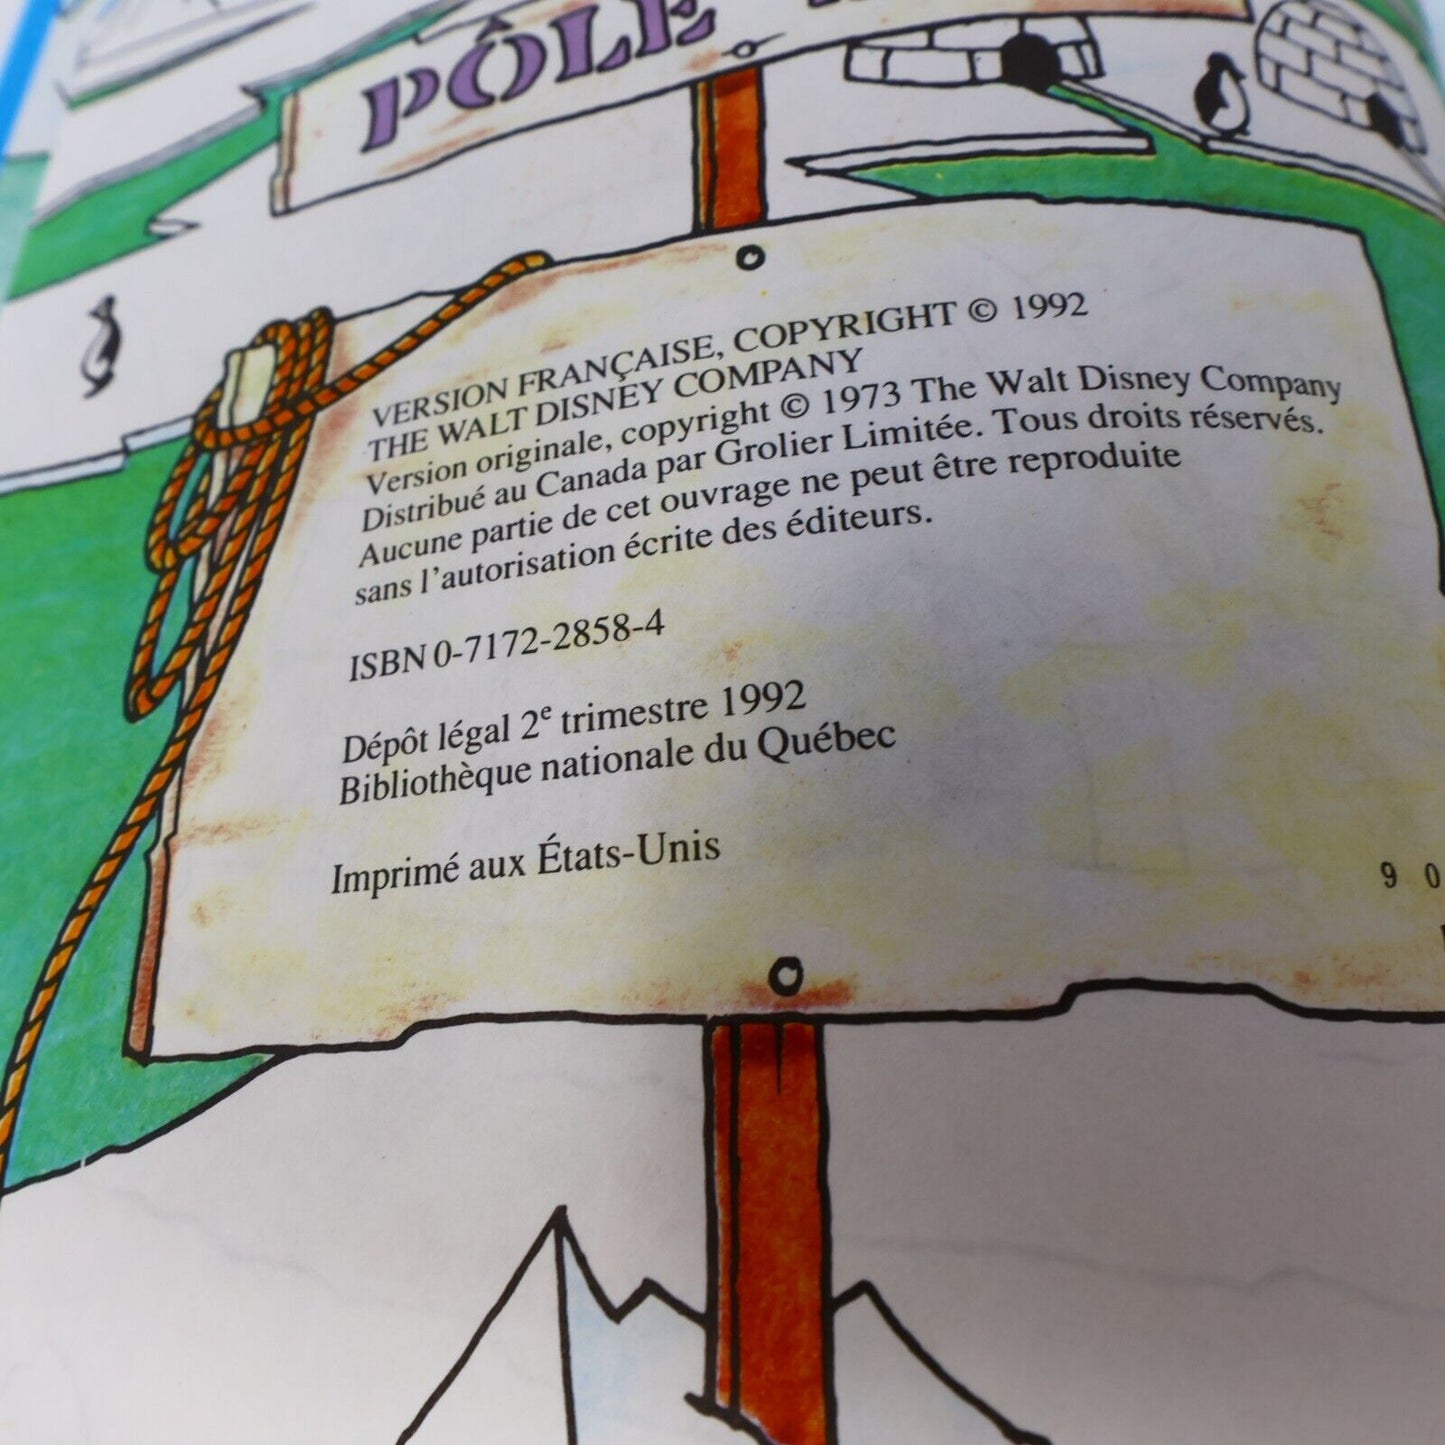 PÔLE
VERSION FRANÇAISE, COPYRIGHT © 1992
THE WALT DISNEY COMPANY
Version originale, copyright © 1973 The Walt Disney Company
Distribué au Canada par Grolier Limitée. Tous droits réservés.
Aucune partie de cet ouvrage ne peut être reproduite
sans l'autorisation écrite des éditeurs.
ISBN 0-7172-2858-4
Dépôt légal 2e trimestre 1992
Bibliothèque nationale du Québec
Imprimé aux États-Unis
9 0